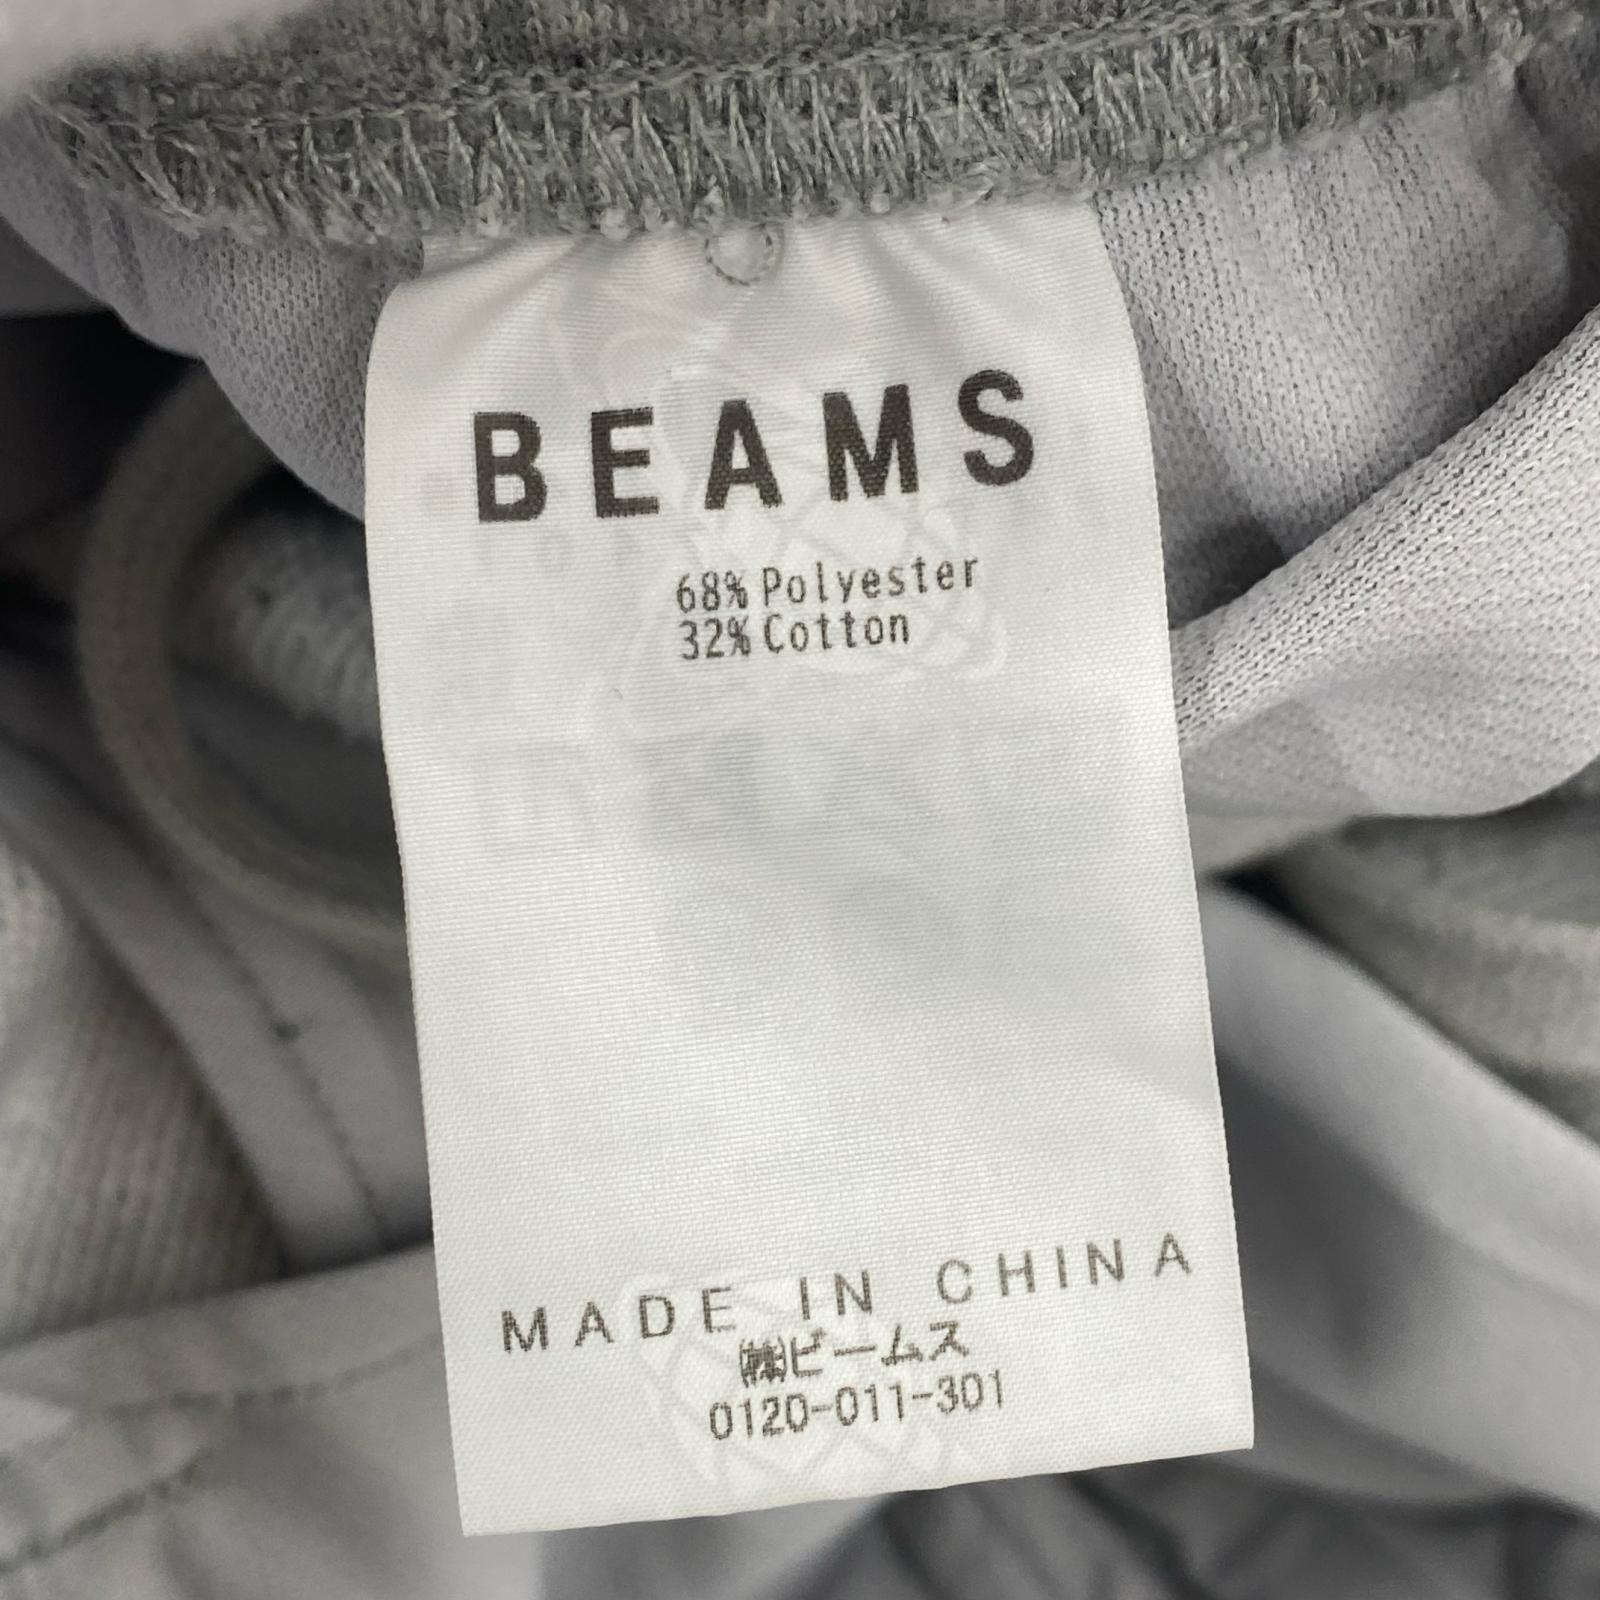 BEAMS
68% Polyester
32% Cotton
MADE IN CHINA
㈱ビームス
0120-011-301